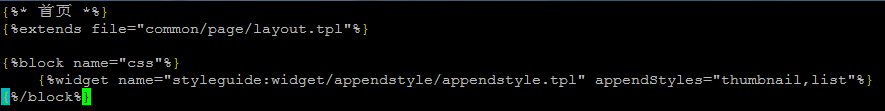 {%* 首页 *%}
{%extends file="common/page/layout.tpl"%}
{%block name="css"%}
{%widget name="styleguide:widget/appendstyle/appendstyle.tpl" appendStyles="thumbnail,list"%}
{%/block%}